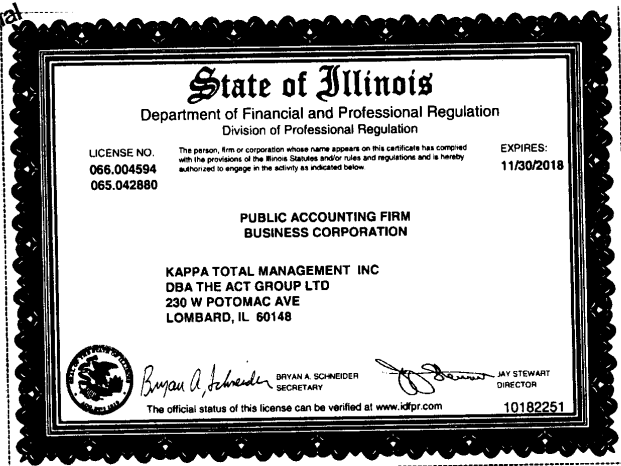 State of Illinois
Department of Financial and Professional Regulation
Division of Professional Regulation
LICENSE NO.
066.004594
065.042880
The person, firm or corporation whose name appears on this certificate has complied
with the provisions of the Illinois Statutes and/or rules and regulations and is hereby
authorized to engage in the activity as indicated below.
EXPIRES:
11/30/2018
PUBLIC ACCOUNTING FIRM
BUSINESS CORPORATION
KAPPA TOTAL MANAGEMENT INC
DBA THE ACT GROUP LTD
230 W POTOMAC AVE
LOMBARD, IL 60148
Bryan A. Schneider
BRYAN A. SCHNEIDER
SECRETARY
JAY STEWART
DIRECTOR
The official status of this license can be verified at www.idfpr.com
10182251